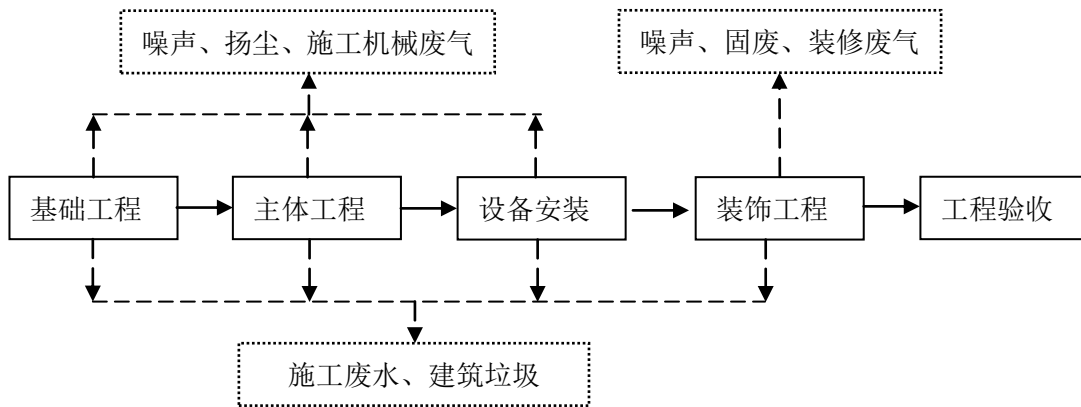 噪声、扬尘、施工机械废气
噪声、固废、装修废气
基础工程
主体工程
设备安装
装饰工程
工程验收
施工废水、建筑垃圾